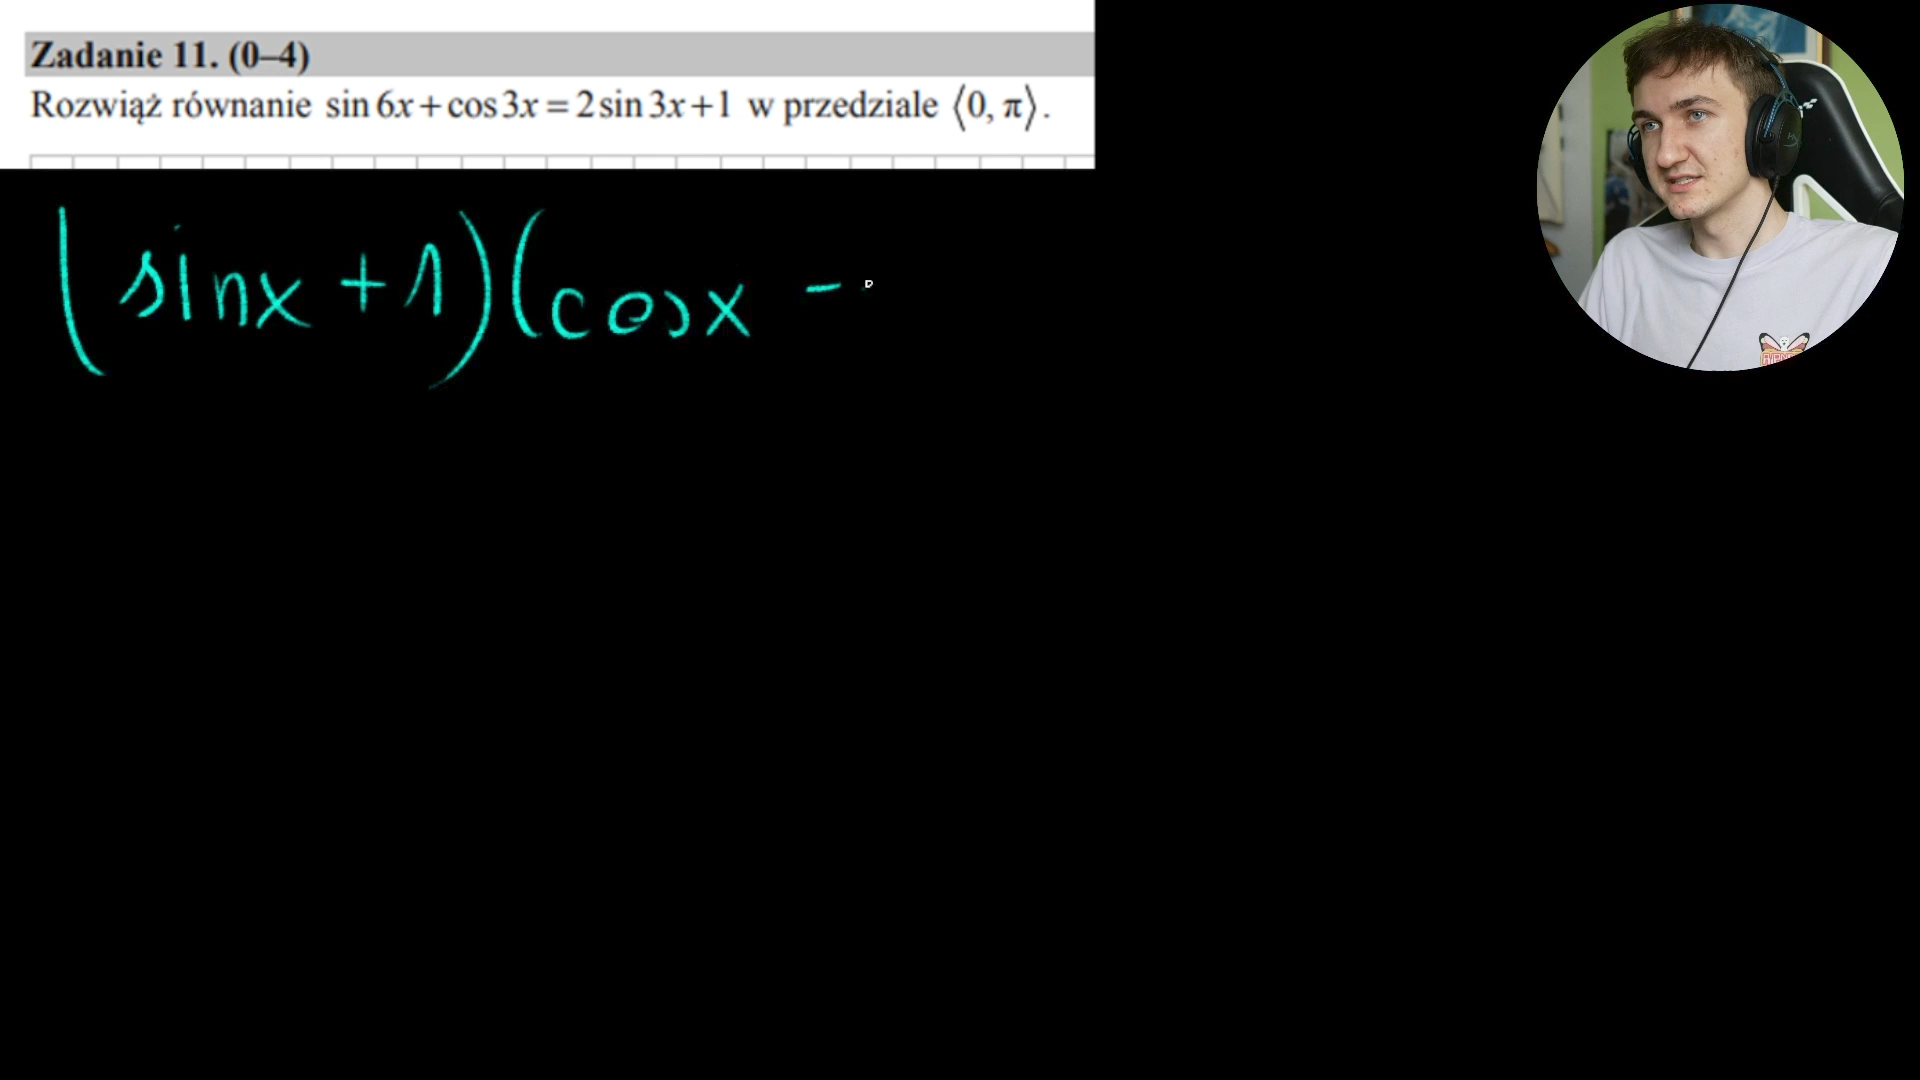 Zadanie 11. (0–4)
Rozwiąż równanie sin 6x + cos 3x = 2 sin 3x + 1 w przedziale ⟨0, π⟩.
(sinx + 1)(cosx -